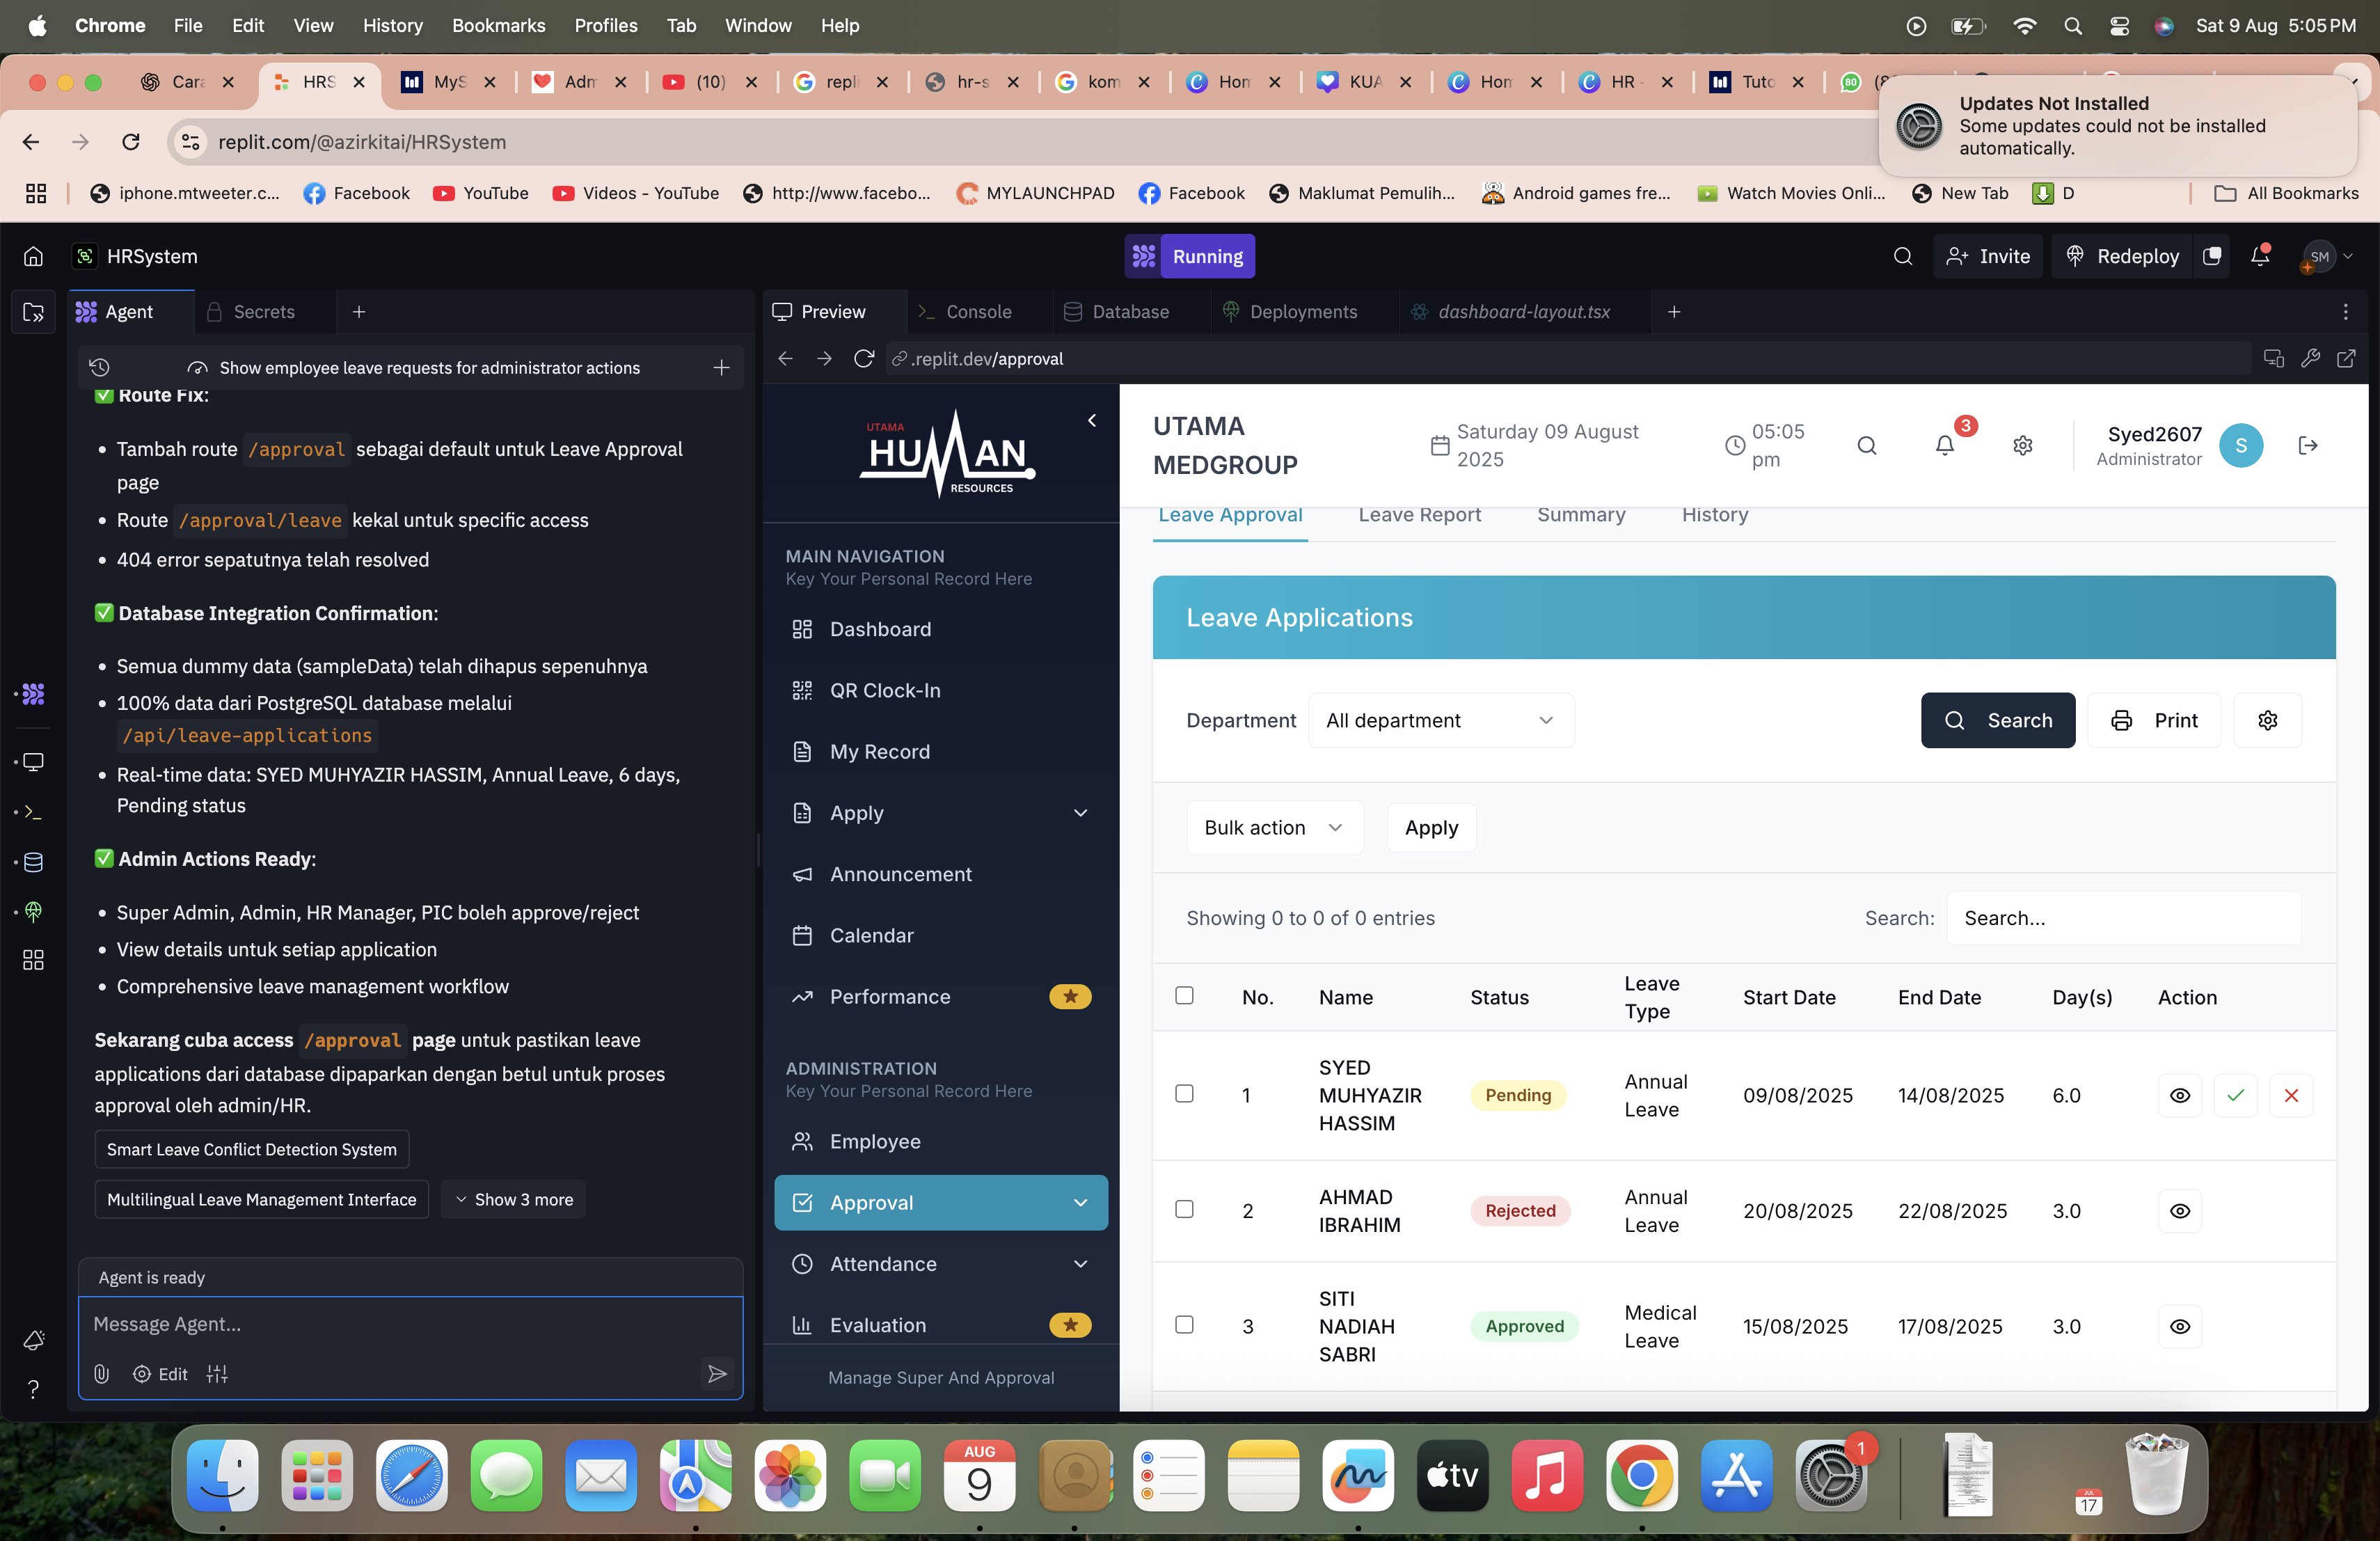 Chrome File Edit View History Bookmarks Profiles Tab Window Help Sat 9 Aug 5:05 PM
Cara HRS MyS Adm (10) repli hr-s kom Hom KUA Hom HR - Tuto
Updates Not Installed
Some updates could not be installed
automatically.
replit.com/@azirkitai/HRSystem
iphone.mtweeter.c... Facebook YouTube Videos - YouTube http://www.facebo... MYLAUNCHPAD Facebook Maklumat Pemulih... Android games fre... Watch Movies Onli... New Tab D All Bookmarks
HRSystem Running Invite Redeploy SM
Agent Secrets
Show employee leave requests for administrator actions
✅ Route Fix:
• Tambah route /approval sebagai default untuk Leave Approval
page
• Route /approval/leave kekal untuk specific access
• 404 error sepatutnya telah resolved
✅ Database Integration Confirmation:
• Semua dummy data (sampleData) telah dihapus sepenuhnya
• 100% data dari PostgreSQL database melalui
/api/leave-applications
• Real-time data: SYED MUHYAZIR HASSIM, Annual Leave, 6 days,
Pending status
✅ Admin Actions Ready:
• Super Admin, Admin, HR Manager, PIC boleh approve/reject
• View details untuk setiap application
• Comprehensive leave management workflow
Sekarang cuba access /approval page untuk pastikan leave
applications dari database dipaparkan dengan betul untuk proses
approval oleh admin/HR.
Smart Leave Conflict Detection System
Multilingual Leave Management Interface Show 3 more
Agent is ready
Message Agent...
Edit
Preview Console Database Deployments dashboard-layout.tsx
.replit.dev/approval
UTAMA
HUMAN
RESOURCES
MAIN NAVIGATION
Key Your Personal Record Here
Dashboard
QR Clock-In
My Record
Apply
Announcement
Calendar
Performance
ADMINISTRATION
Key Your Personal Record Here
Employee
Approval
Attendance
Evaluation
Manage Super And Approval
UTAMA
MEDGROUP
Saturday 09 August
2025
05:05
pm
3
Syed2607
Administrator
S
Leave Approval Leave Report Summary History
Leave Applications
Department All department Search Print
Bulk action Apply
Showing 0 to 0 of 0 entries Search: Search...
No. Name Status Leave Type Start Date End Date Day(s) Action
1 SYED MUHYAZIR HASSIM Pending Annual Leave 09/08/2025 14/08/2025 6.0
2 AHMAD IBRAHIM Rejected Annual Leave 20/08/2025 22/08/2025 3.0
3 SITI NADIAH SABRI Approved Medical Leave 15/08/2025 17/08/2025 3.0
AUG
9
tv
1
JUL
17